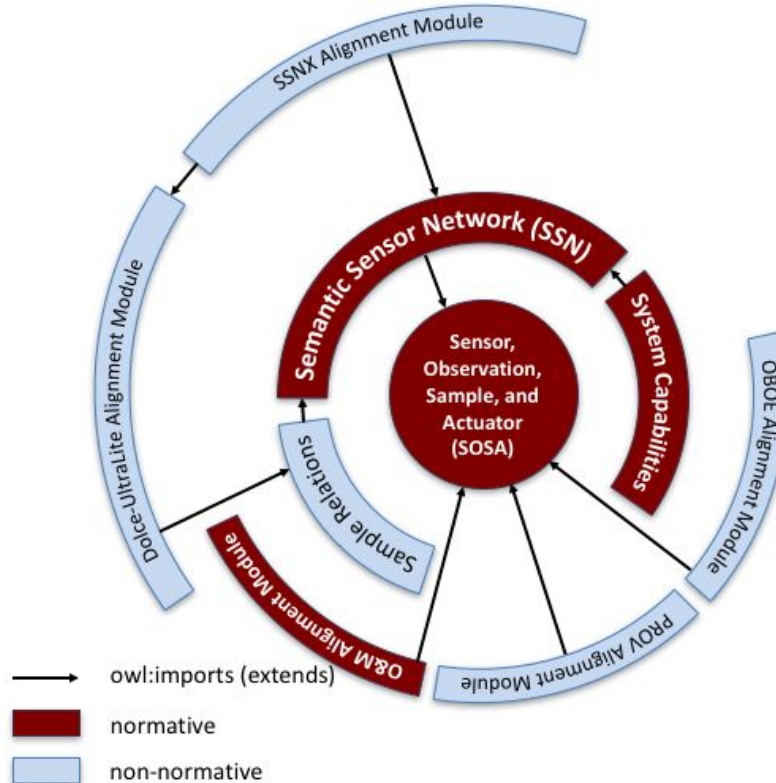 SSNX Alignment Module
Semantic Sensor Network (SSN)
System Capabilities
Sensor,
Observation,
Sample, and
Actuator
(SOSA)
Dolce-UltraLite Alignment Module
OBOE Alignment Module
Sample Relations
O&M Alignment Module
PROV Alignment Module
owl:imports (extends)
normative
non-normative